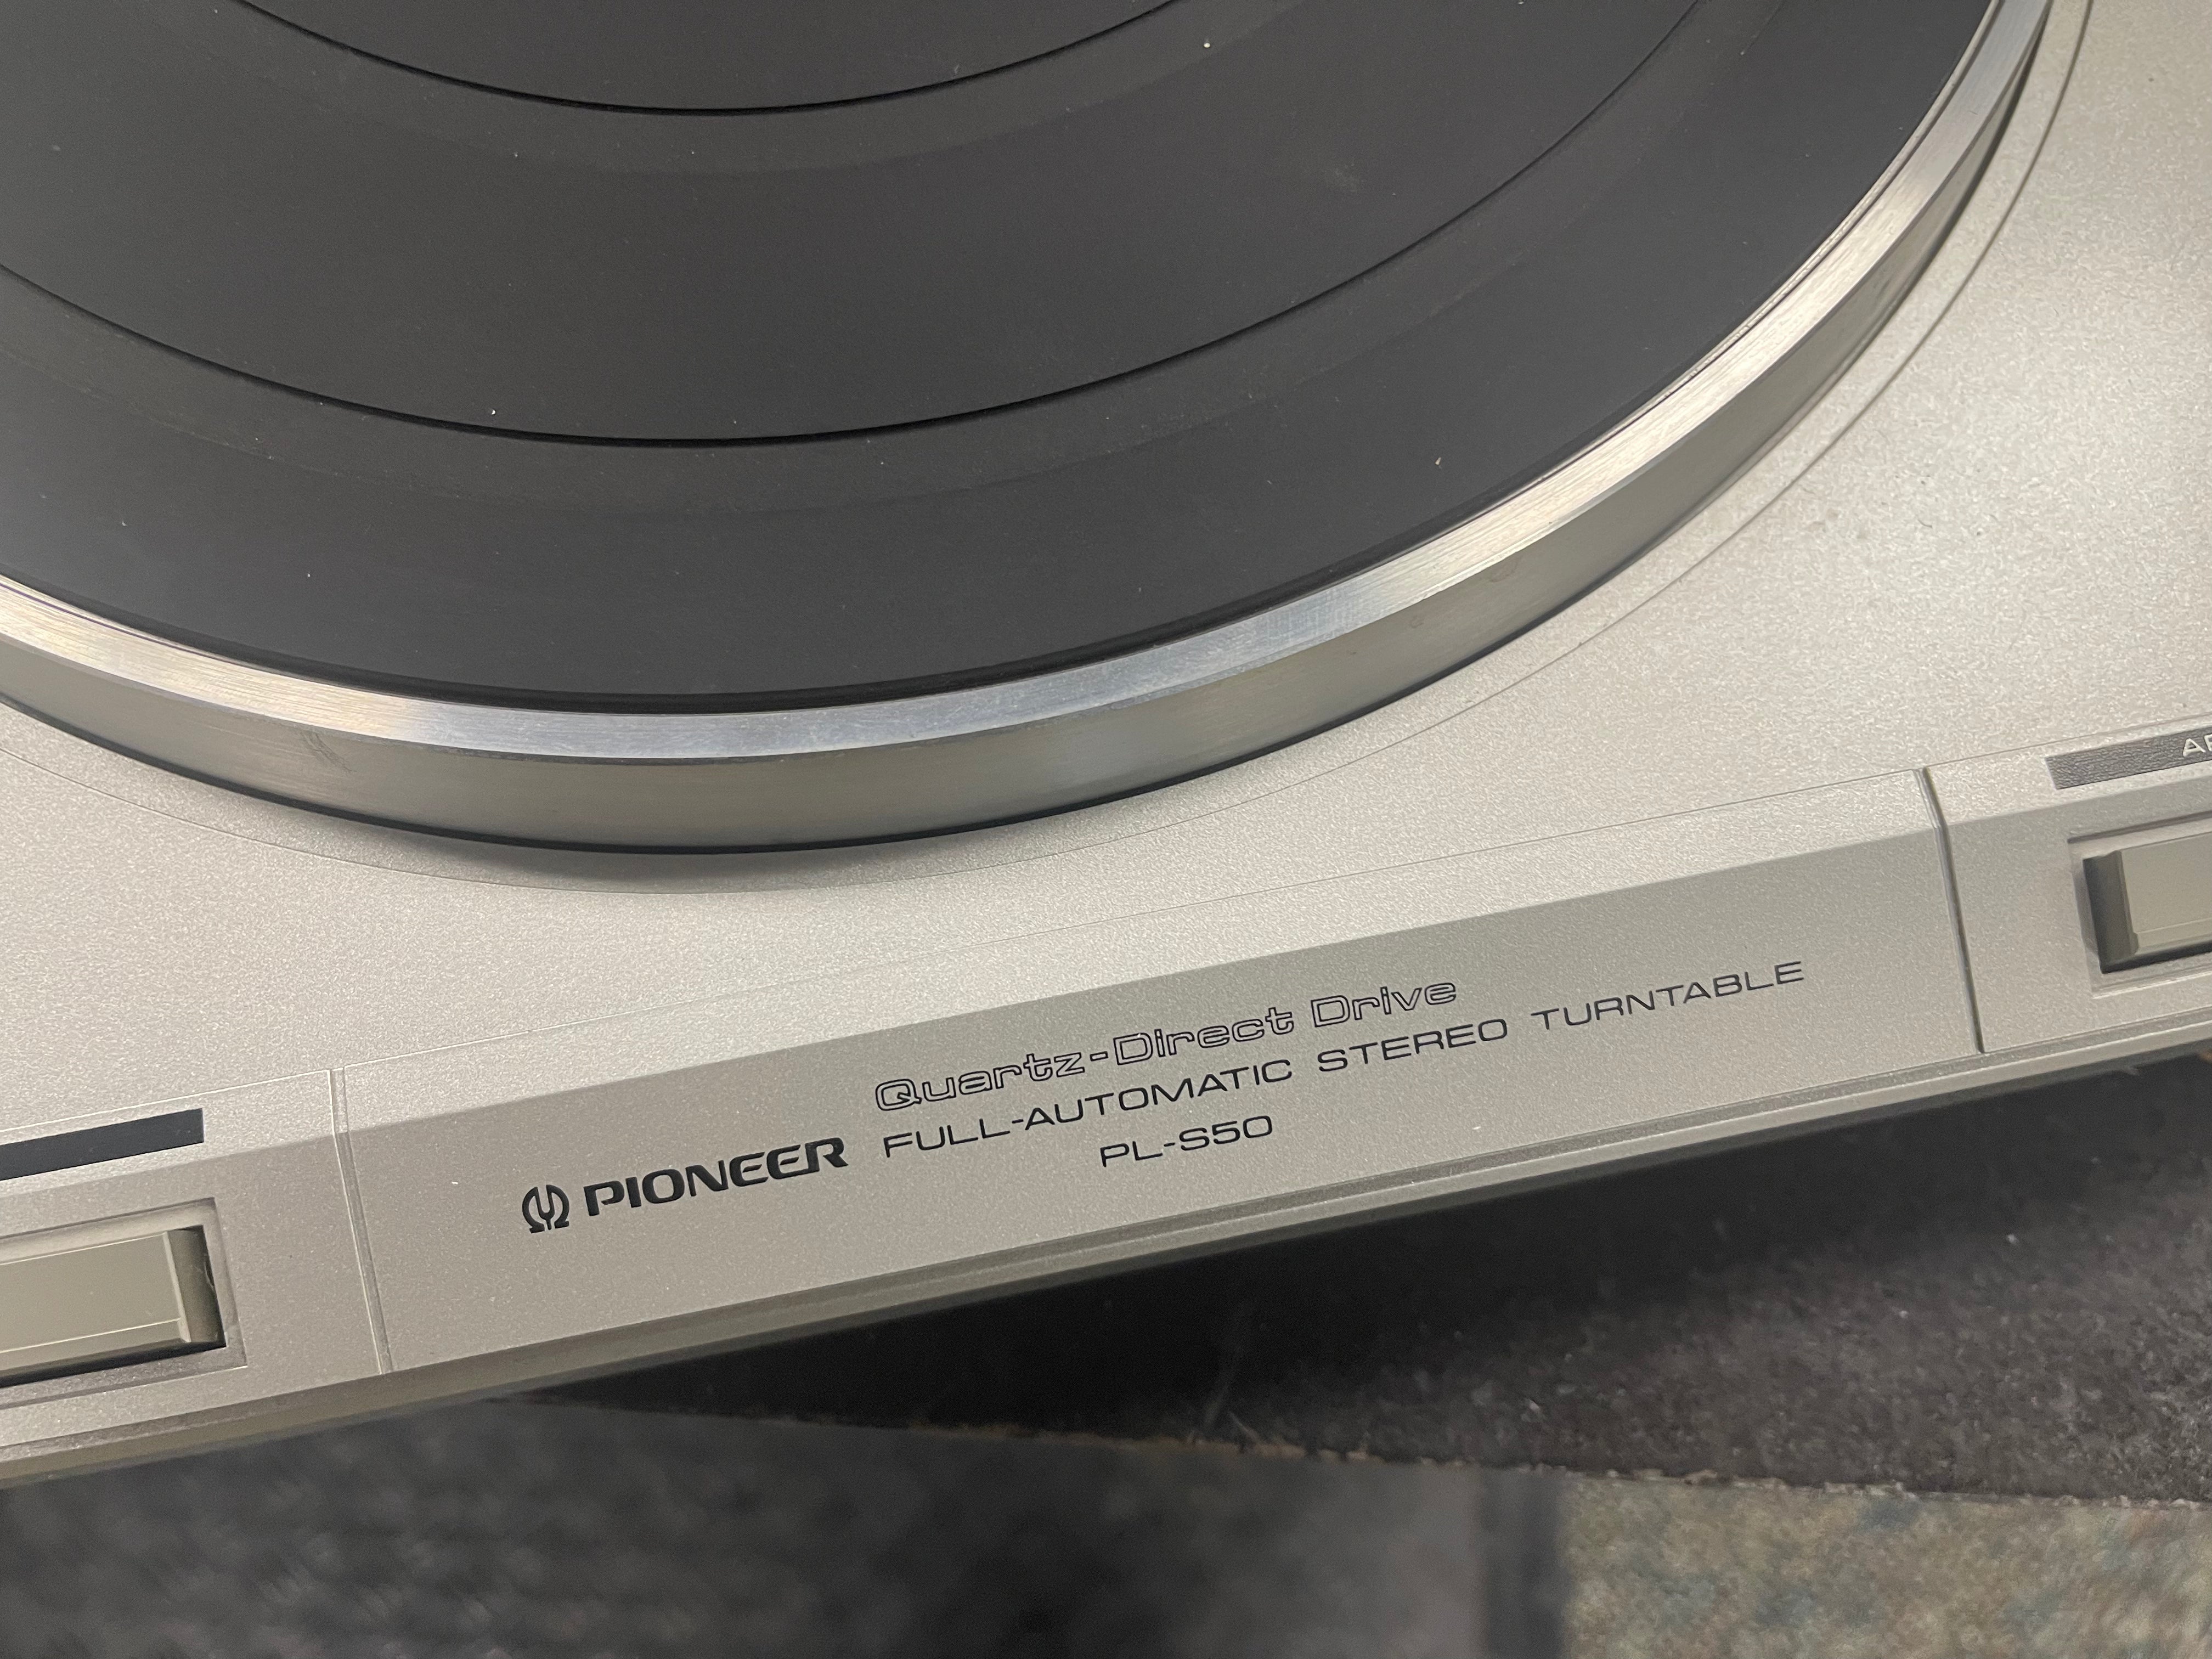 Quartz-Direct Drive
PIONEER FULL-AUTOMATIC STEREO TURNTABLE
PL-S50